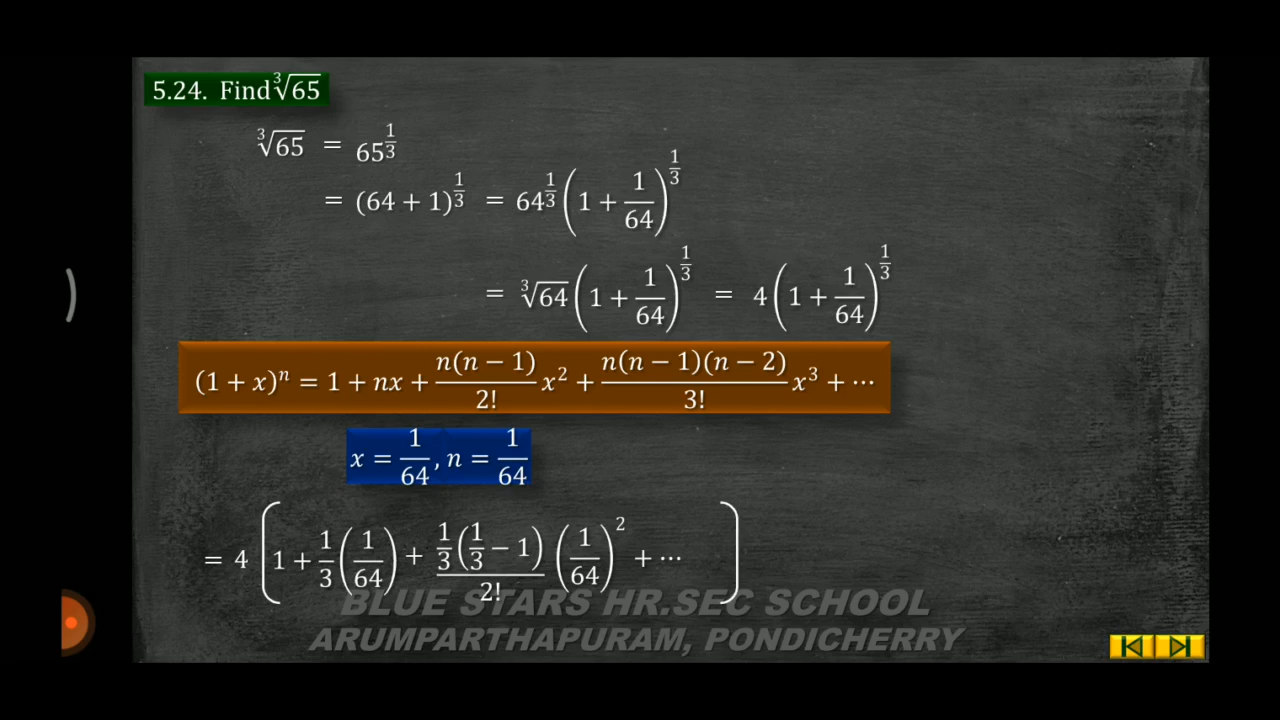 5.24. Find ∛65
∛65 = 65^(1/3)
= (64 + 1)^(1/3) = 64^(1/3) (1 + 1/64)^(1/3)
= ∛64 (1 + 1/64)^(1/3) = 4 (1 + 1/64)^(1/3)
(1 + x)^n = 1 + nx + n(n − 1)/2! x² + n(n − 1)(n − 2)/3! x³ + ⋯
x = 1/64, n = 1/64
= 4 [1 + 1/3 (1/64) + 1/3 (1/3 − 1)/2! (1/64)² + ⋯ ]
BLUE STARS HR.SEC SCHOOL
ARUMPARTHAPURAM, PONDICHERRY